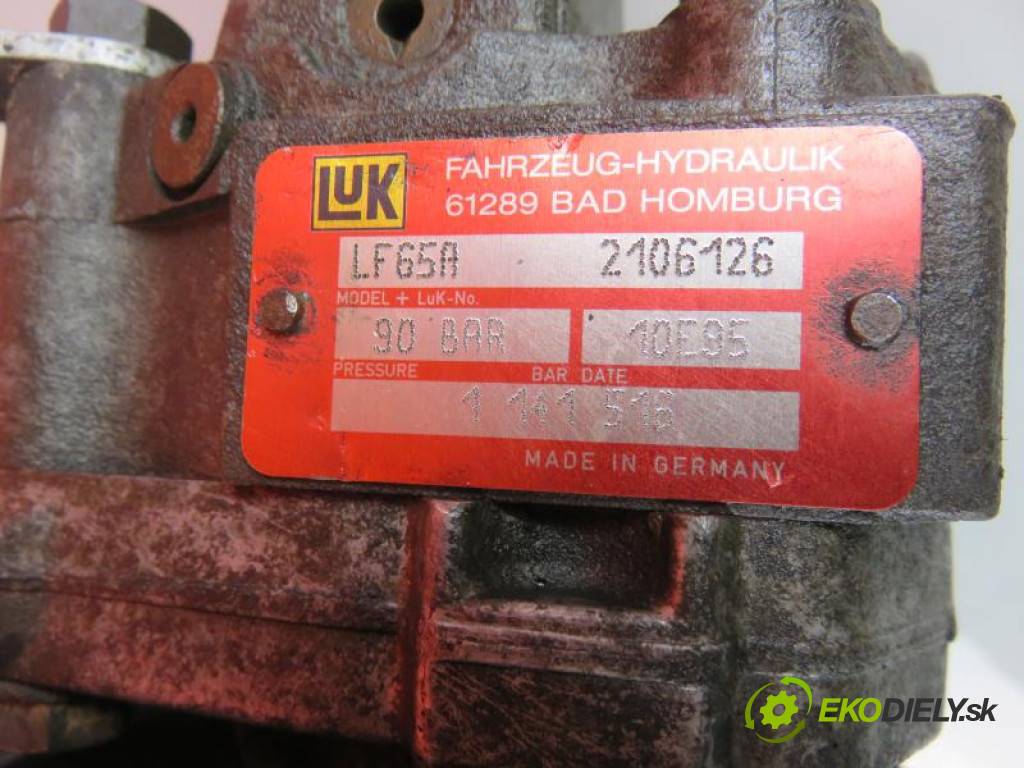 LuK
FAHRZEUG-HYDRAULIK
61289 BAD HOMBURG
LF65A 2106126
MODEL + LuK-No.
90 BAR 10E95
PRESSURE BAR DATE
1 141 516
MADE IN GERMANY
EKODIELY.sk